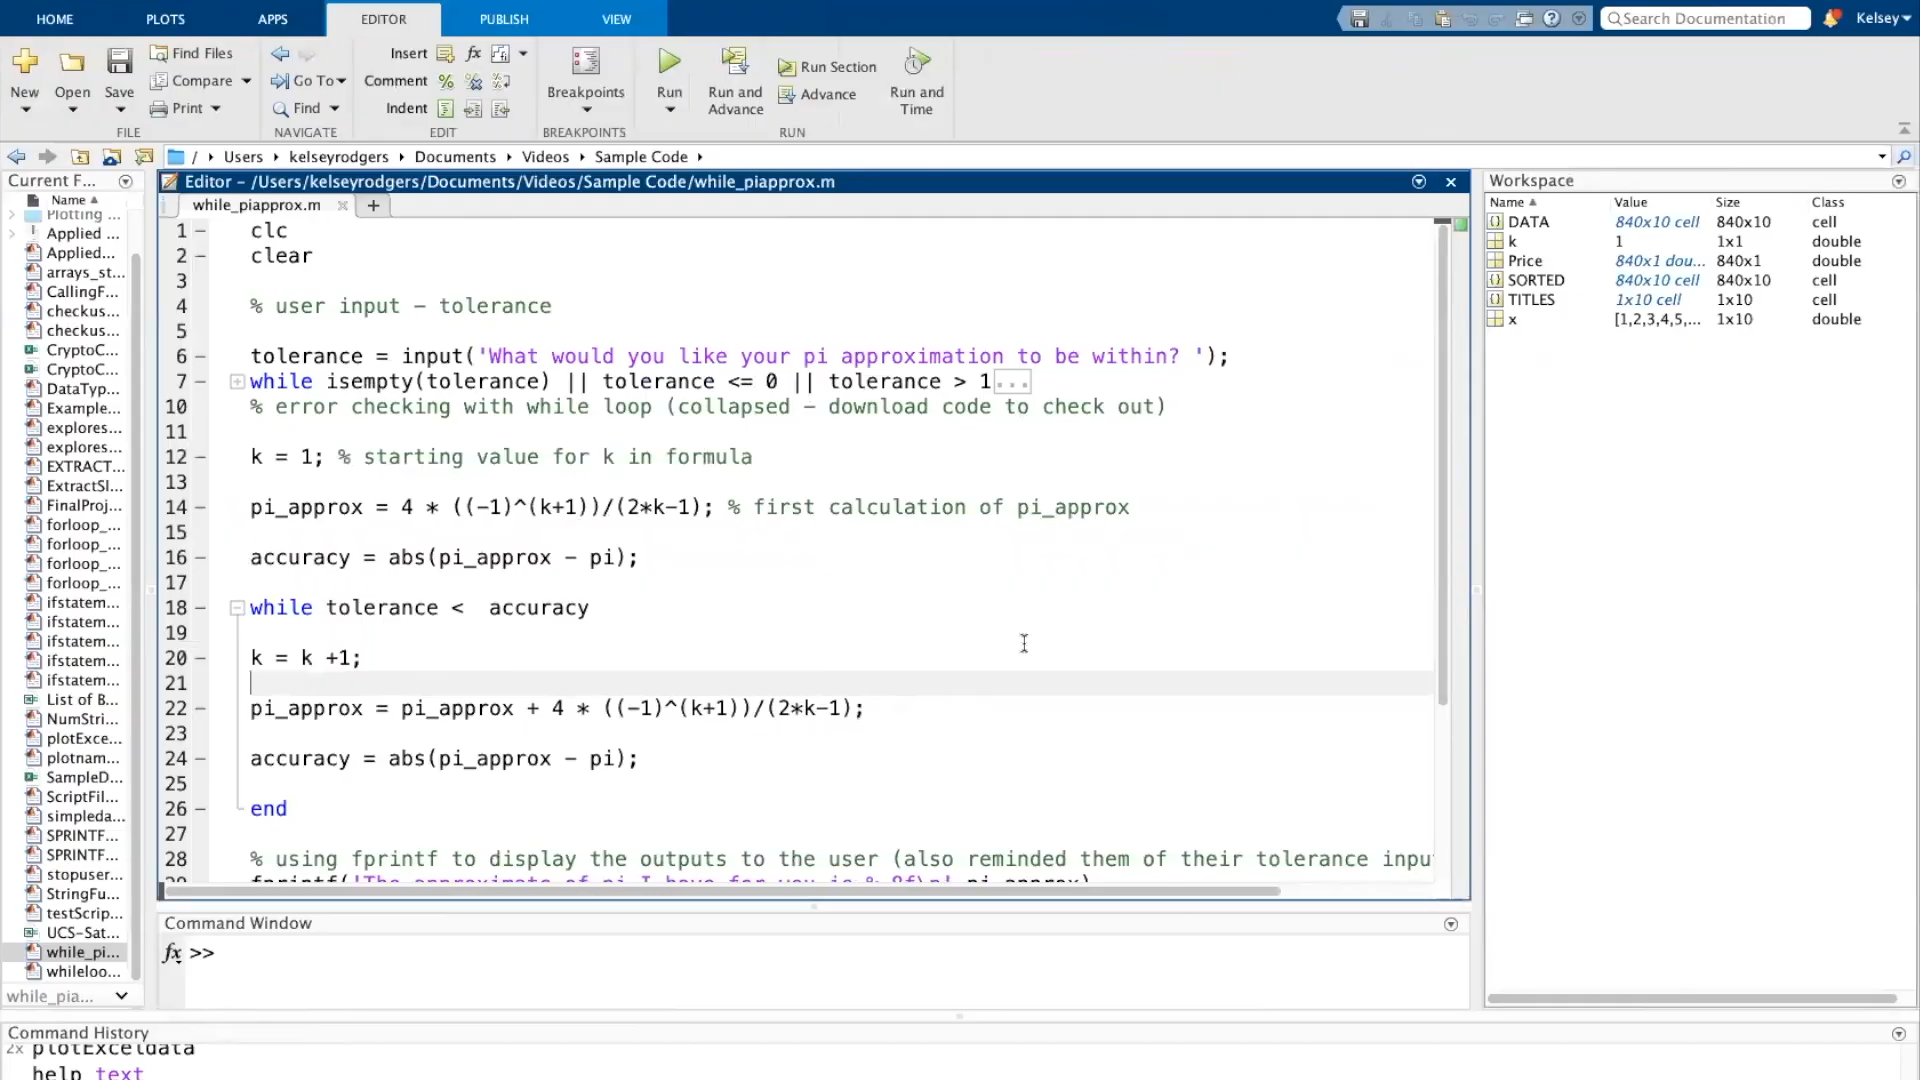 HOME PLOTS APPS EDITOR PUBLISH VIEW
Search Documentation Kelsey
New Open Save
Find Files
Compare
Print
FILE
Go To
Find
NAVIGATE
Insert fx
Comment %
Indent
EDIT
Breakpoints
BREAKPOINTS
Run
Run and Advance
Run Section
Advance
Run and Time
RUN
/ Users kelseyrodgers Documents Videos Sample Code
Current F...
Name
Plotting ...
Applied ...
Applied...
arrays_st...
CallingF...
checkus...
checkus...
CryptoC...
CryptoC...
DataTyp...
Example...
explores...
explores...
EXTRACT...
ExtractSl...
FinalProj...
forloop_...
forloop_...
forloop_...
forloop_...
ifstatem...
ifstatem...
ifstatem...
ifstatem...
ifstatem...
List of B...
NumStri...
plotExce...
plotnam...
SampleD...
ScriptFil...
simpleda...
SPRINTF...
SPRINTF...
stopuser...
StringFu...
testScrip...
UCS-Sat...
while_pi...
whileloo...
while_pia...
Editor – /Users/kelseyrodgers/Documents/Videos/Sample Code/while_piapprox.m
while_piapprox.m +
1 – clc
2 – clear
3
4 % user input – tolerance
5
6 – tolerance = input('What would you like your pi approximation to be within? ');
7 – while isempty(tolerance) || tolerance <= 0 || tolerance > 1...
10 % error checking with while loop (collapsed – download code to check out)
11
12 – k = 1; % starting value for k in formula
13
14 – pi_approx = 4 * ((-1)^(k+1))/(2*k-1); % first calculation of pi_approx
15
16 – accuracy = abs(pi_approx - pi);
17
18 – while tolerance <  accuracy
19
20 – k = k +1;
21
22 – pi_approx = pi_approx + 4 * ((-1)^(k+1))/(2*k-1);
23
24 – accuracy = abs(pi_approx - pi);
25
26 – end
27
28 % using fprintf to display the outputs to the user (also reminded them of their tolerance inpu
fprintf('The approximate of pi I have for you is %.8f\n',pi_approx)
Command Window
fx >>
Workspace
Name Value Size Class
DATA 840x10 cell 840x10 cell
k 1 1x1 double
Price 840x1 dou... 840x1 double
SORTED 840x10 cell 840x10 cell
TITLES 1x10 cell 1x10 cell
x [1,2,3,4,5,... 1x10 double
Command History
2x plotExceldata
help text